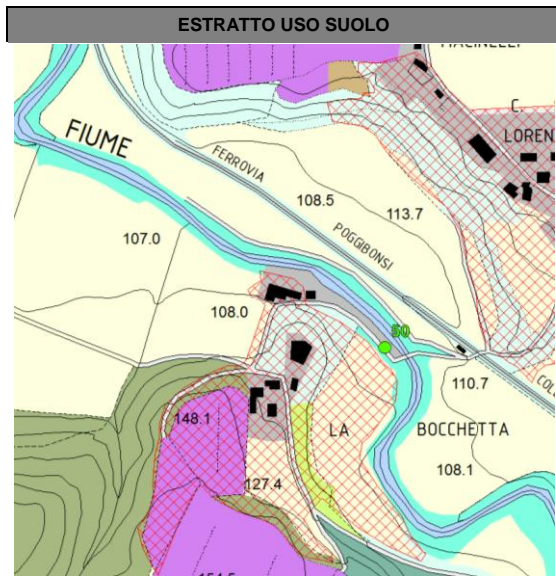 ESTRATTO USO SUOLO
C.
FIUME
FERROVIA
108.5
113.7
POGGIBONSI
107.0
108.0
50
110.7
148.1
LA
BOCCHETTA
108.1
127.4